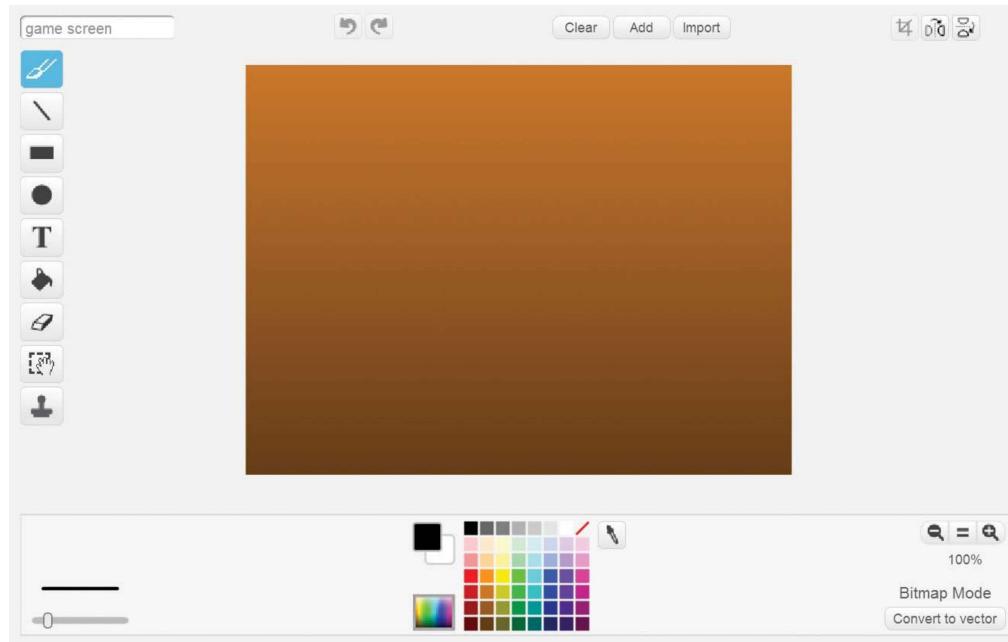 game screen
Clear Add Import
T
100%
Bitmap Mode
Convert to vector